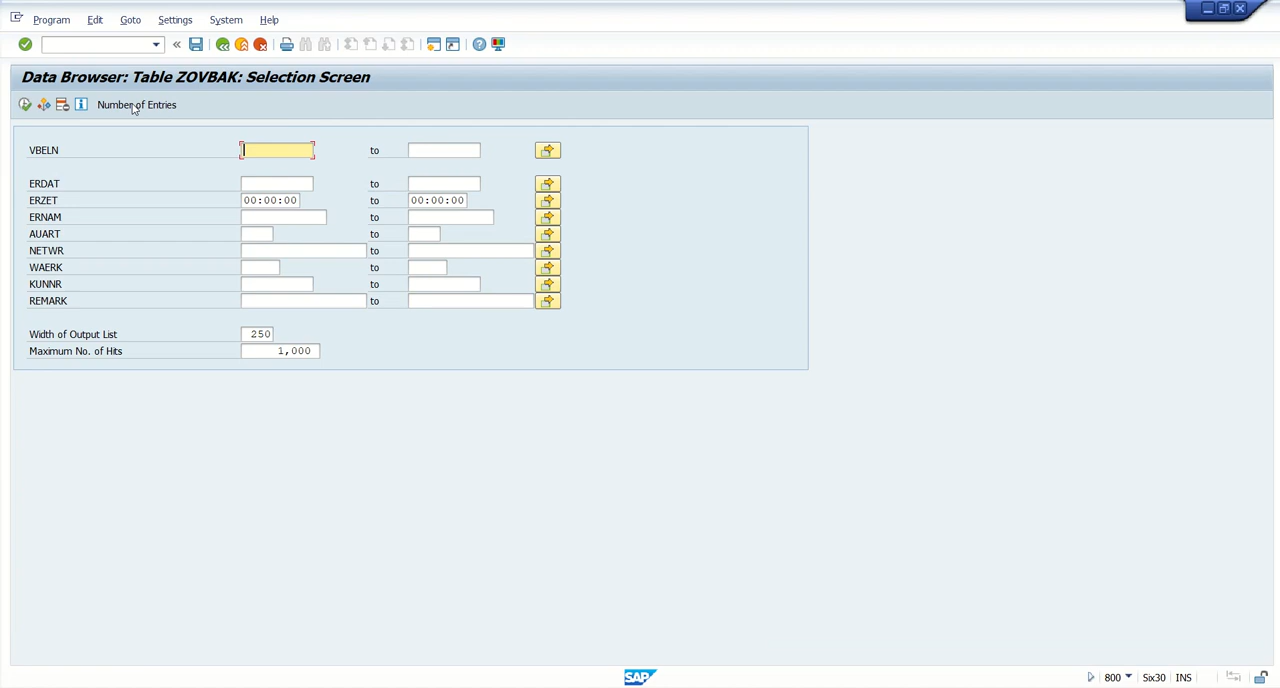 Program Edit Goto Settings System Help
Data Browser: Table ZOVBAK: Selection Screen
Number of Entries
VBELN to
ERDAT to
ERZET 00:00:00 to 00:00:00
ERNAM to
AUART to
NETWR to
WAERK to
KUNNR to
REMARK to
Width of Output List 250
Maximum No. of Hits 1,000
SAP 800 Six30 INS